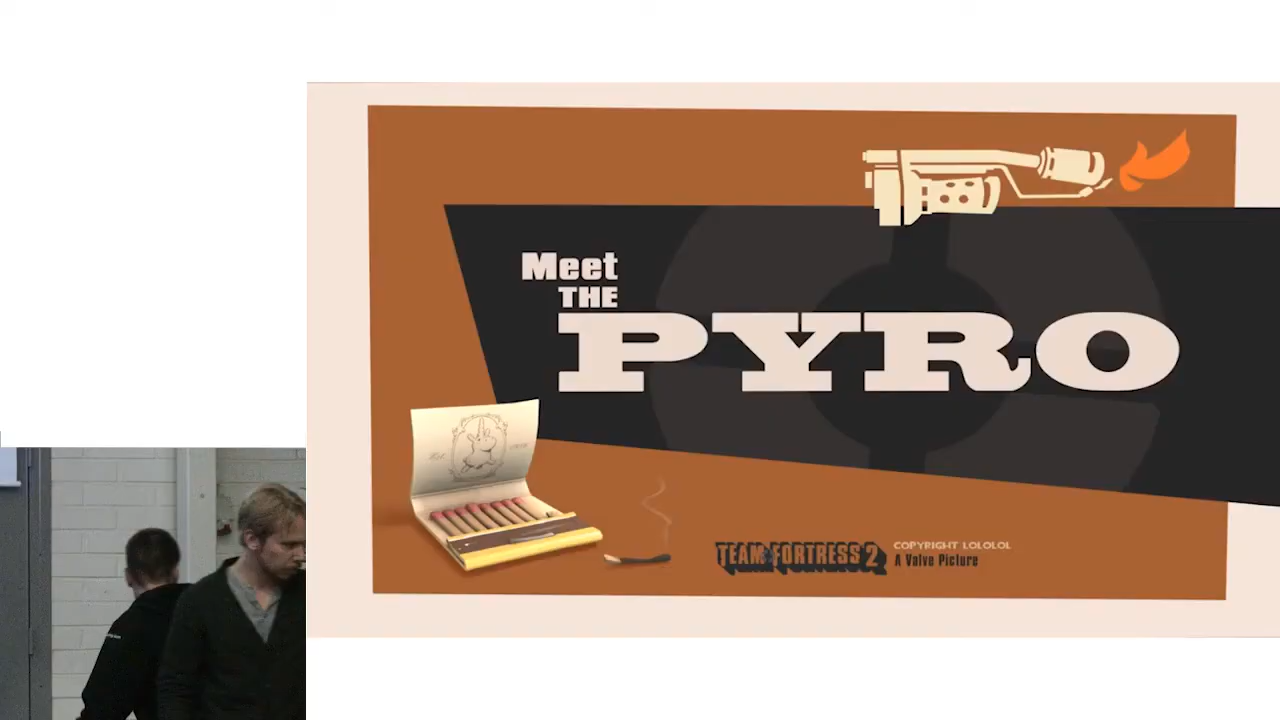 Meet
THE
PYRO
TEAM FORTRESS 2
COPYRIGHT LOLOLOL
A Valve Picture